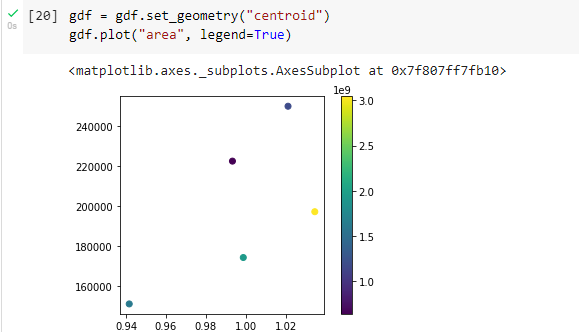 [20] gdf = gdf.set_geometry("centroid")
gdf.plot("area", legend=True)
0s
<matplotlib.axes._subplots.AxesSubplot at 0x7f807ff7fb10>
1e9
240000
220000
200000
180000
160000
0.94 0.96 0.98 1.00 1.02
3.0
2.5
2.0
1.5
1.0